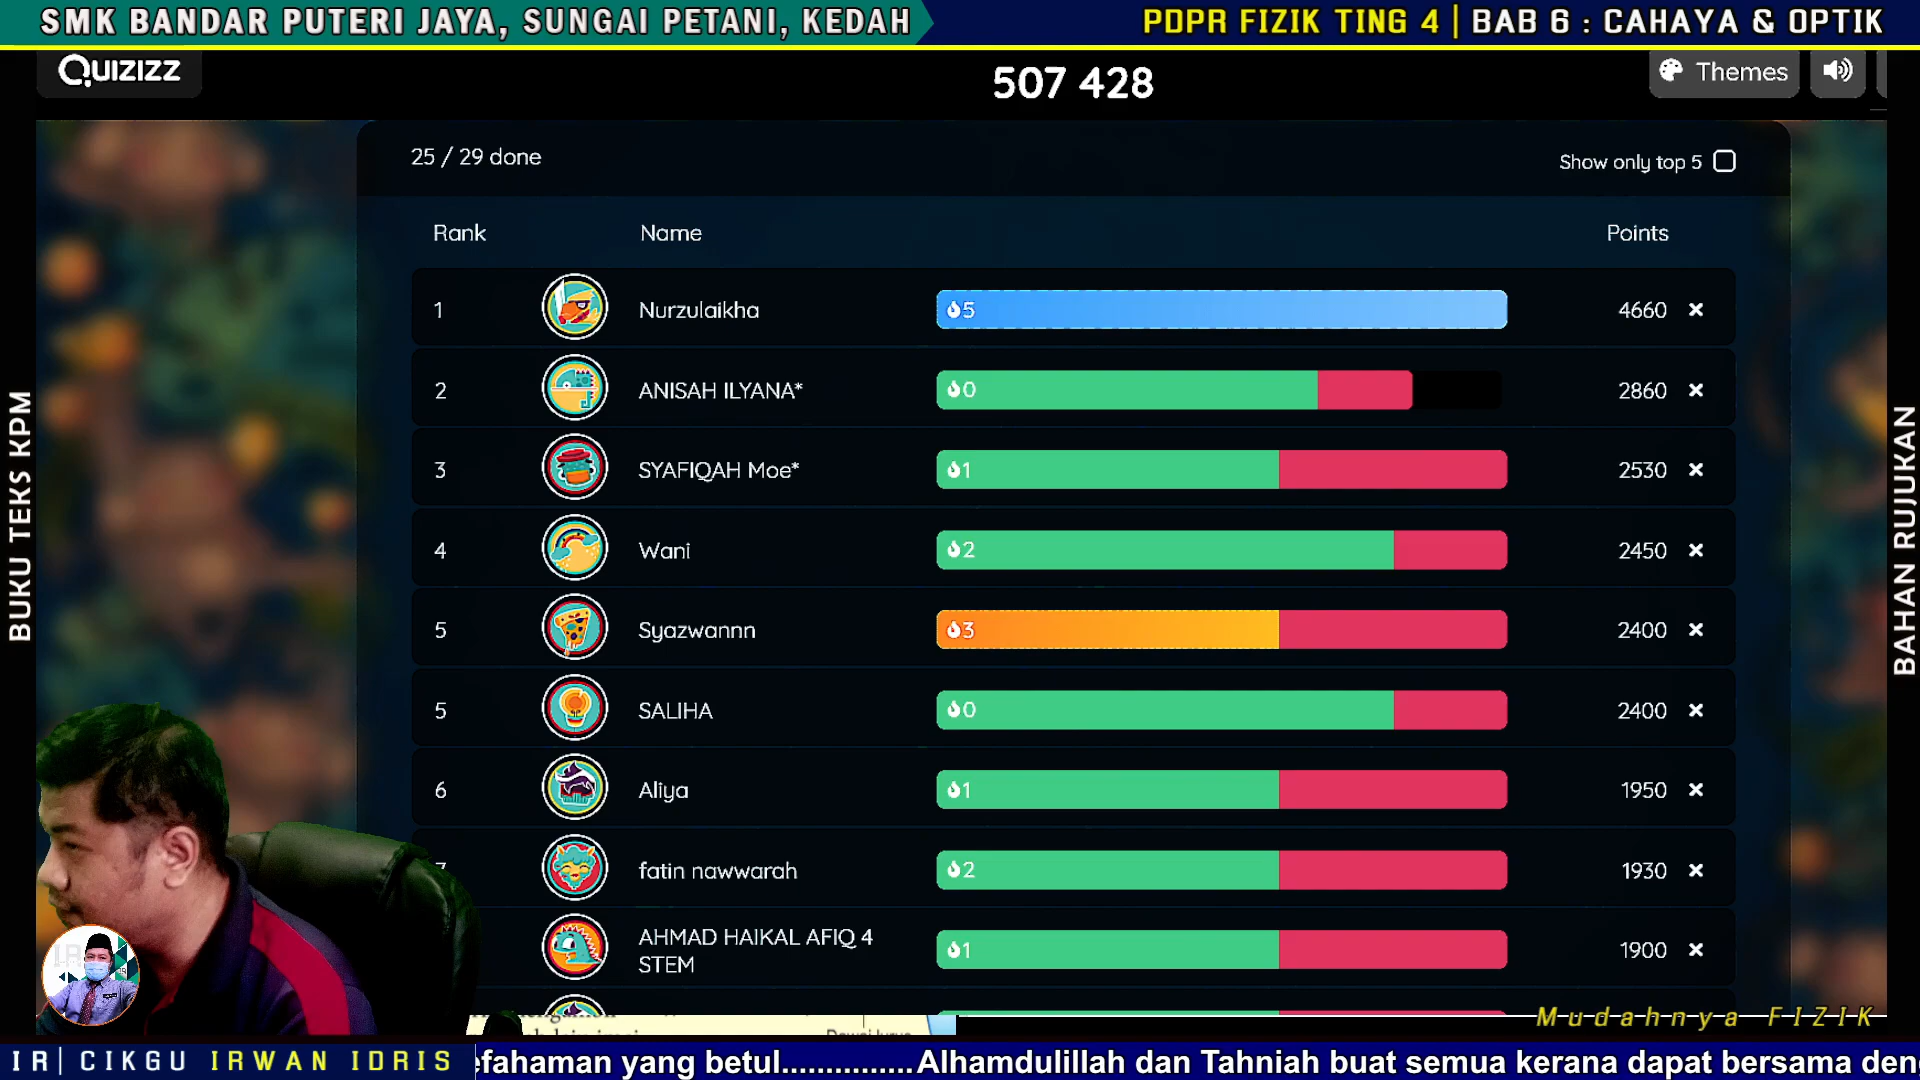 SMK BANDAR PUTERI JAYA, SUNGAI PETANI, KEDAH
PDPR FIZIK TING 4 | BAB 6 : CAHAYA & OPTIK
Quizizz
507 428
Themes
25 / 29 done
Show only top 5
Rank Name Points
1 Nurzulaikha 5 4660
2 ANISAH ILYANA* 0 2860
3 SYAFIQAH Moe* 1 2530
4 Wani 2 2450
5 Syazwannn 3 2400
5 SALIHA 0 2400
6 Aliya 1 1950
7 fatin nawwarah 2 1930
AHMAD HAIKAL AFIQ 4
STEM 1 1900
BUKU TEKS KPM
BAHAN RUJUKAN
Mudahnya FIZIK
IR| CIKGU IRWAN IDRIS
efahaman yang betul...............Alhamdulillah dan Tahniah buat semua kerana dapat bersama den